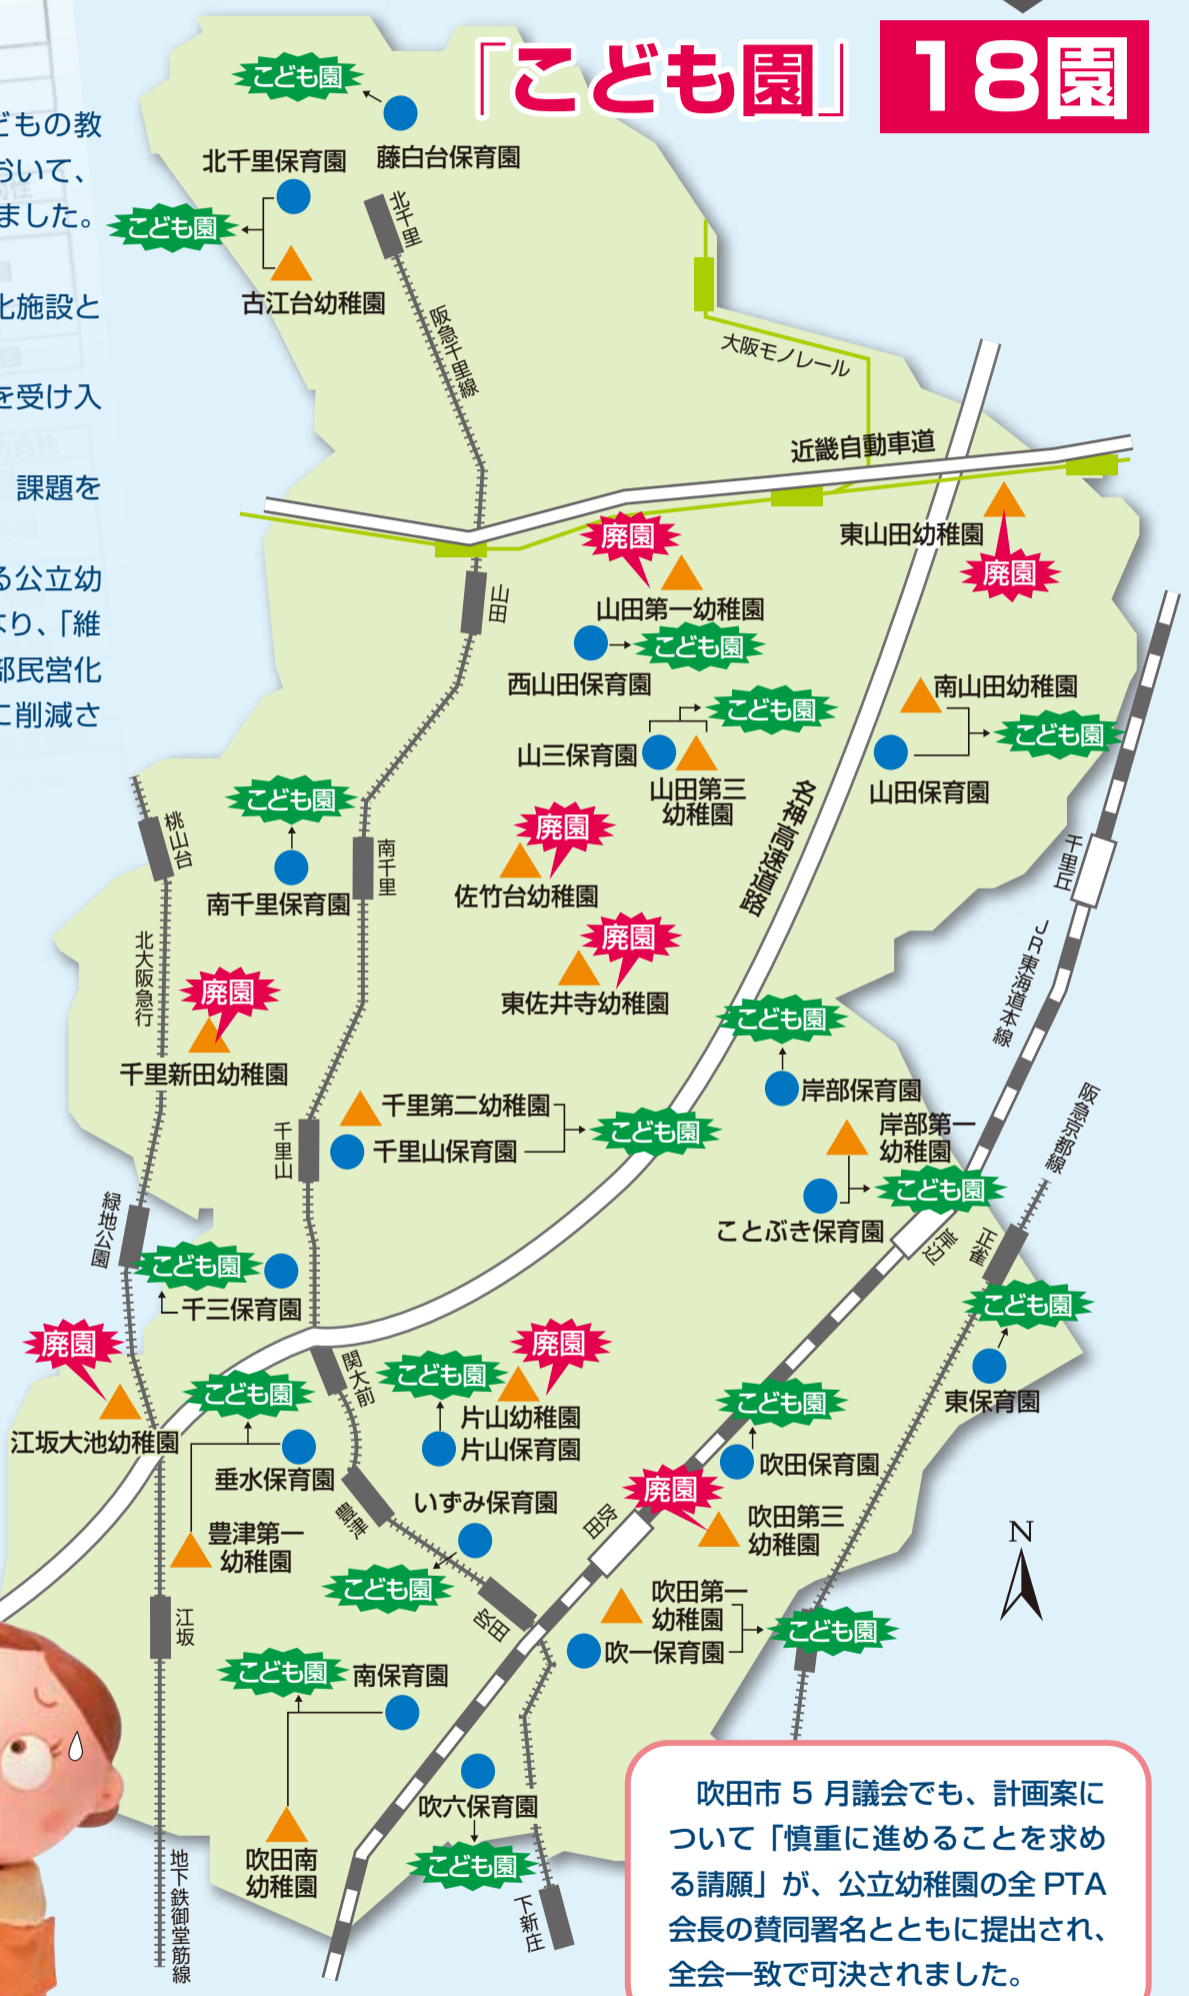 「こども園」 18園
どもの教
おいて、
ました。
化施設と
を受け入
課題を
る公立幼
より、「維
部民営化
に削減さ
こども園
藤白台保育園
北千里保育園
こども園
古江台幼稚園
北千里
阪急千里線
大阪モノレール
近畿自動車道
東山田幼稚園
廃園
廃園
山田第一幼稚園
山田
西山田保育園
こども園
こども園
山三保育園
山田第三
幼稚園
南山田幼稚園
こども園
山田保育園
名神高速道路
千里丘
JR東海道本線
桃山台
こども園
南千里保育園
南千里
廃園
佐竹台幼稚園
廃園
東佐井寺幼稚園
北大阪急行
廃園
千里新田幼稚園
こども園
岸部保育園
岸部第一
幼稚園
こども園
ことぶき保育園
阪急京都線
千里第二幼稚園
千里山保育園
こども園
千里山
緑地公園
こども園
千三保育園
岸辺
正雀
こども園
東保育園
廃園
江坂大池幼稚園
こども園
垂水保育園
豊津第一
幼稚園
関大前
こども園
廃園
片山幼稚園
片山保育園
こども園
吹田保育園
廃園
吹田第三
幼稚園
豊津
いずみ保育園
こども園
吹田
吹田
吹田第一
幼稚園
吹一保育園
こども園
N
江坂
こども園
南保育園
吹六保育園
こども園
吹田南
幼稚園
下新庄
地下鉄御堂筋線
吹田市 5 月議会でも、計画案に
ついて「慎重に進めることを求め
る請願」が、公立幼稚園の全 PTA
会長の賛同署名とともに提出され、
全会一致で可決されました。